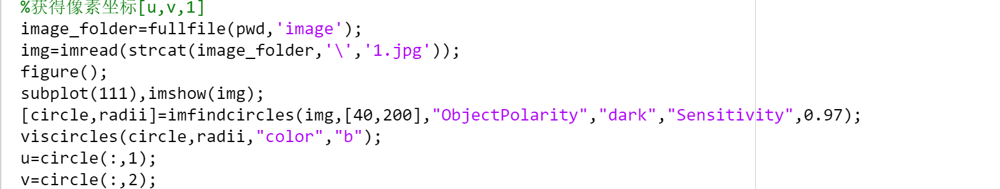 %获得像素坐标[u,v,1]
image_folder=fullfile(pwd,'image');
img=imread(strcat(image_folder,'\','1.jpg'));
figure();
subplot(111),imshow(img);
[circle,radii]=imfindcircles(img,[40,200],"ObjectPolarity","dark","Sensitivity",0.97);
viscircles(circle,radii,"color","b");
u=circle(:,1);
v=circle(:,2);